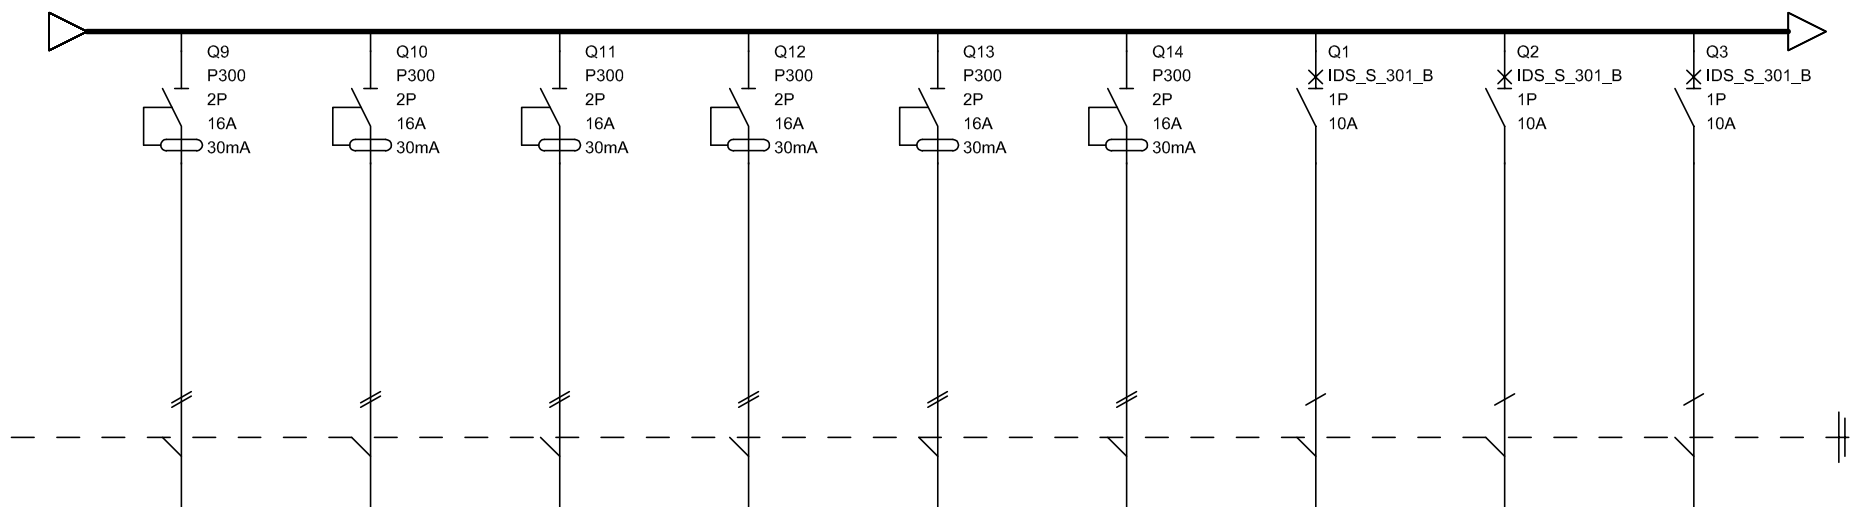 Q9
P300
2P
16A
30mA
Q10
P300
2P
16A
30mA
Q11
P300
2P
16A
30mA
Q12
P300
2P
16A
30mA
Q13
P300
2P
16A
30mA
Q14
P300
2P
16A
30mA
Q1
IDS_S_301_B
1P
10A
Q2
IDS_S_301_B
1P
10A
Q3
IDS_S_301_B
1P
10A